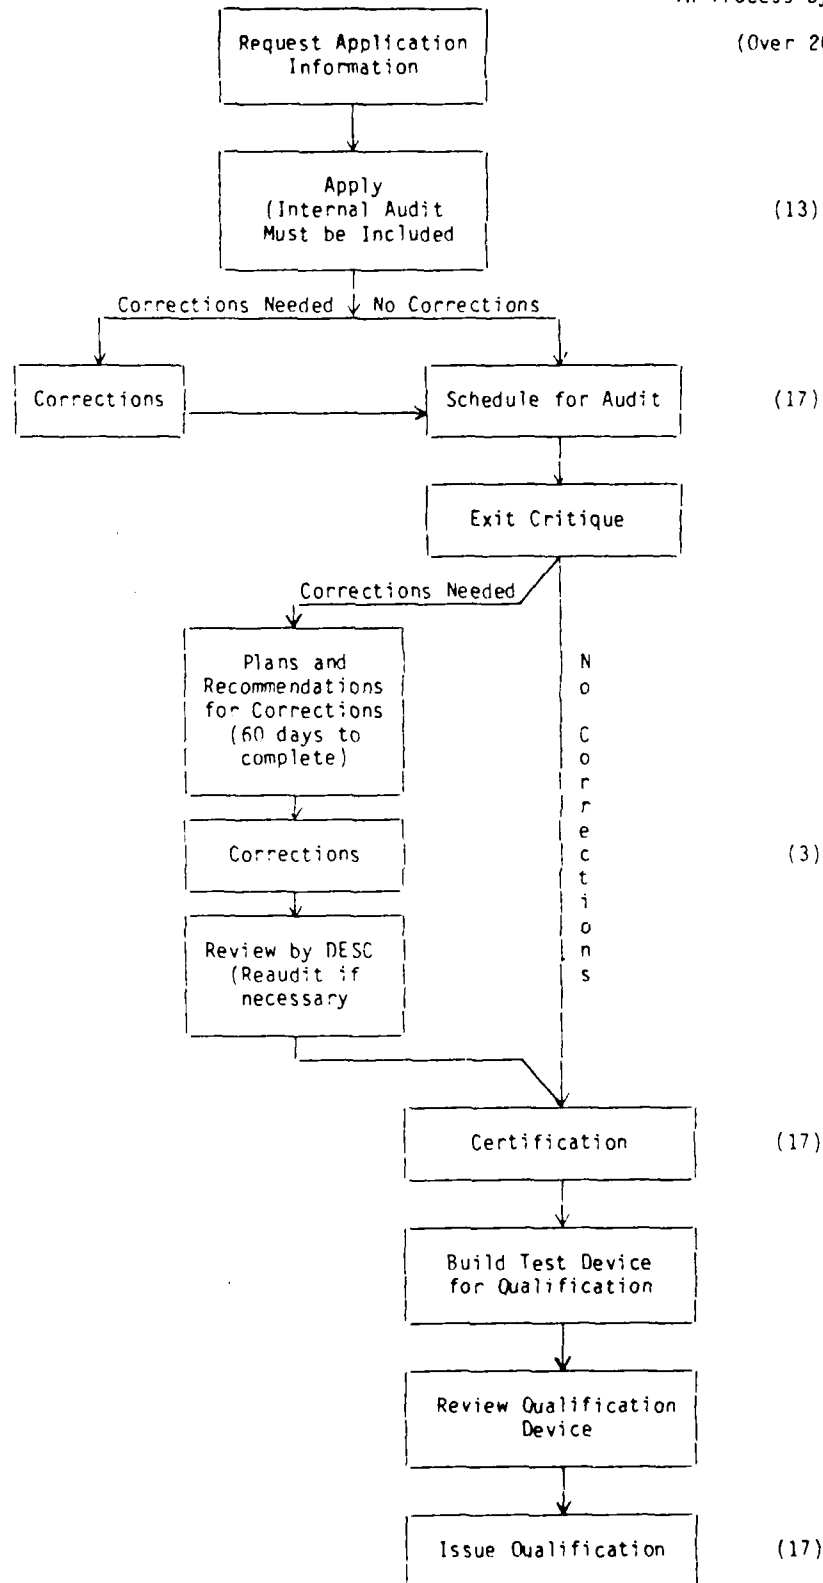 (Over 20
Request Application
Information
Apply
(Internal Audit
Must be Included
(13)
Corrections Needed No Corrections
Corrections
Schedule for Audit
(17)
Exit Critique
Corrections Needed
Plans and
Recommendations
for Corrections
(60 days to
complete)
No Corrections
Corrections
(3)
Review by DESC
(Reaudit if
necessary
Certification
(17)
Build Test Device
for Qualification
Review Qualification
Device
Issue Qualification
(17)